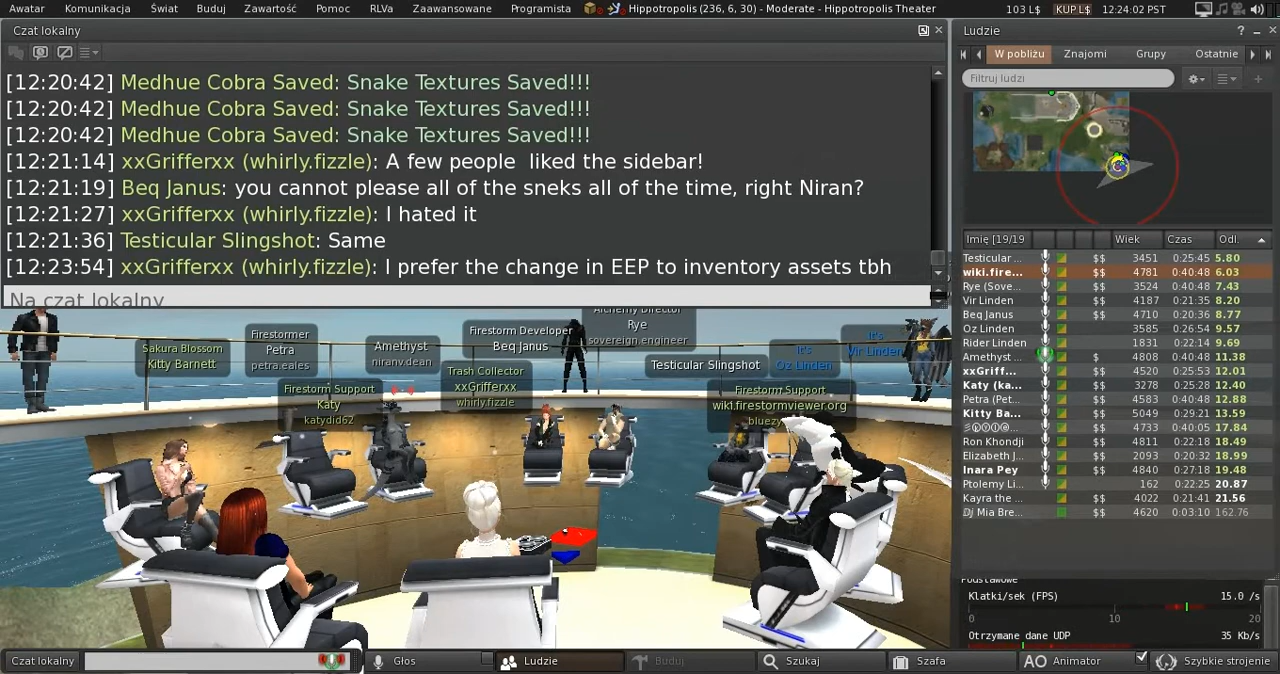 Awatar Komunikacja Świat Buduj Zawartość Pomoc RLVa Zaawansowane Programista Hippotropolis (236, 6, 30) - Moderate - Hippotropolis Theater 103 L$ KUP L$ 12:24:02 PST
Czat lokalny
[12:20:42] Medhue Cobra Saved: Snake Textures Saved!!!
[12:20:42] Medhue Cobra Saved: Snake Textures Saved!!!
[12:20:42] Medhue Cobra Saved: Snake Textures Saved!!!
[12:21:14] xxGrifferxx (whirly.fizzle): A few people  liked the sidebar!
[12:21:19] Beq Janus: you cannot please all of the sneks all of the time, right Niran?
[12:21:27] xxGrifferxx (whirly.fizzle): I hated it
[12:21:36] Testicular Slingshot: Same
[12:23:54] xxGrifferxx (whirly.fizzle): I prefer the change in EEP to inventory assets tbh
Na czat lokalny
Sakura Blossom
Kitty Barnett
Firestormer
Petra
petra.eales
Amethyst
niranv.dean
Firestorm Developer
Beq Janus
Alchemy Director
Rye
sovereign.engineer
It's
Vir Linden
Testicular Slingshot
It's
Oz Linden
Firestorm Support
Katy
katydid62
Trash Collector
xxGrifferxx
whirly.fizzle
Firestorm Support
wiki.firestormviewer.org
Ludzie
W pobliżu Znajomi Grupy Ostatnie
Filtruj ludzi
Imię [19/19 Wiek Czas Odl.
Testicular ... $$ 3451 0:25:45 5.80
wiki.fire... $$ 4781 0:40:48 6.03
Rye (Sove... $$ 3524 0:40:48 7.43
Vir Linden $$ 4187 0:21:35 8.20
Beq Janus $$ 4710 0:20:36 8.77
Oz Linden 3585 0:26:54 9.57
Rider Linden 1831 0:22:14 9.69
Amethyst ... $ 4808 0:40:48 11.38
xxGriff... $$ 4520 0:25:53 12.01
Katy (ka... $$ 3278 0:25:28 12.40
Petra (Pet... $$ 4583 0:40:48 12.88
Kitty Ba... $$ 5049 0:29:21 13.59
$$ 4733 0:40:05 17.84
Ron Khondji $$ 4811 0:22:18 18.49
Elizabeth J... $$ 2093 0:20:32 18.99
Inara Pey $$ 4840 0:27:18 19.48
Ptolemy Li... 162 0:22:25 20.87
Kayra the ... $$ 4022 0:21:41 21.56
Dj Mia Bre... $$ 4620 0:03:10 162.76
Podstawowe
Klatki/sek (FPS) 15.0 /s
0 10 20
Otrzymane dane UDP 35 Kb/s
Czat lokalny Głos Ludzie Buduj Szukaj Szafa AO Animator Szybkie strojenie